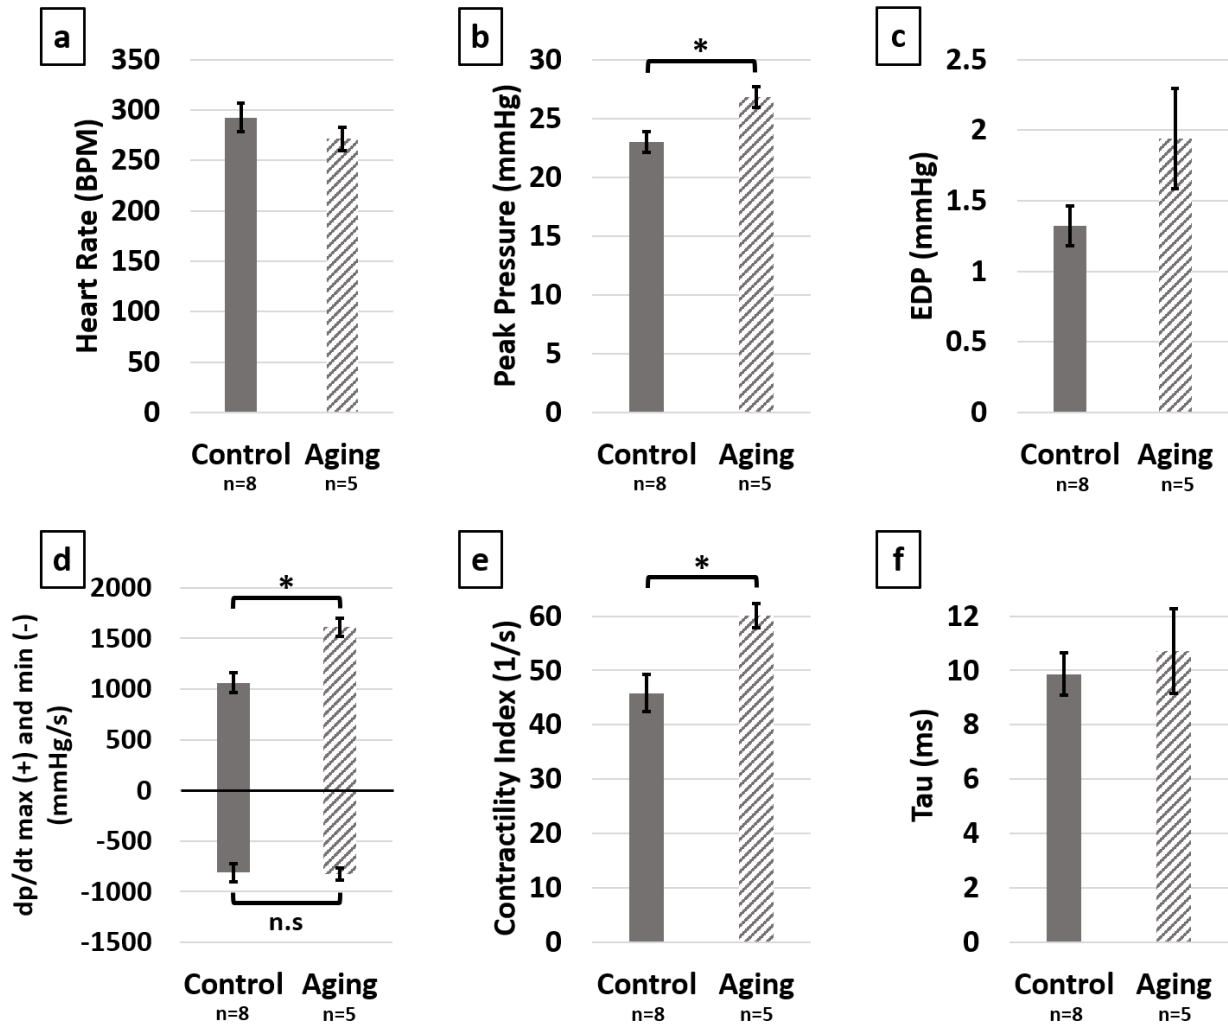 a
Heart Rate (BPM)
350
300
250
200
150
100
50
0
Control Aging
n=8 n=5
b
Peak Pressure (mmHg)
30
25
20
15
10
5
0
*
Control Aging
n=8 n=5
c
EDP (mmHg)
2.5
2
1.5
1
0.5
0
Control Aging
n=8 n=5
d
dp/dt max (+) and min (-)
(mmHg/s)
2000
1500
1000
500
0
-500
-1000
-1500
*
n.s
Control Aging
n=8 n=5
e
Contractility Index (1/s)
60
50
40
30
20
10
0
*
Control Aging
n=8 n=5
f
Tau (ms)
12
10
8
6
4
2
0
Control Aging
n=8 n=5